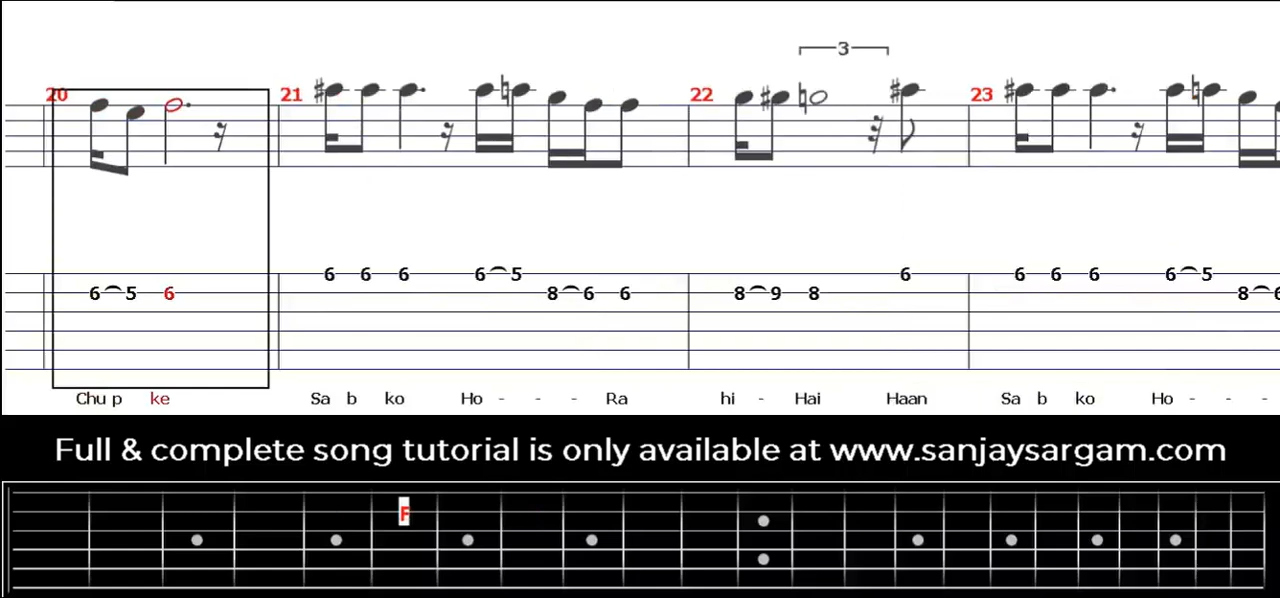 3
20 21 22 23
6 5 6 6 6 6 6 5 8 6 6 8 9 8 6 6 6 6 6 5 8 6
Chu p ke Sa b ko Ho - - - Ra hi - Hai Haan Sa b ko Ho - - -
Full & complete song tutorial is only available at www.sanjaysargam.com
F